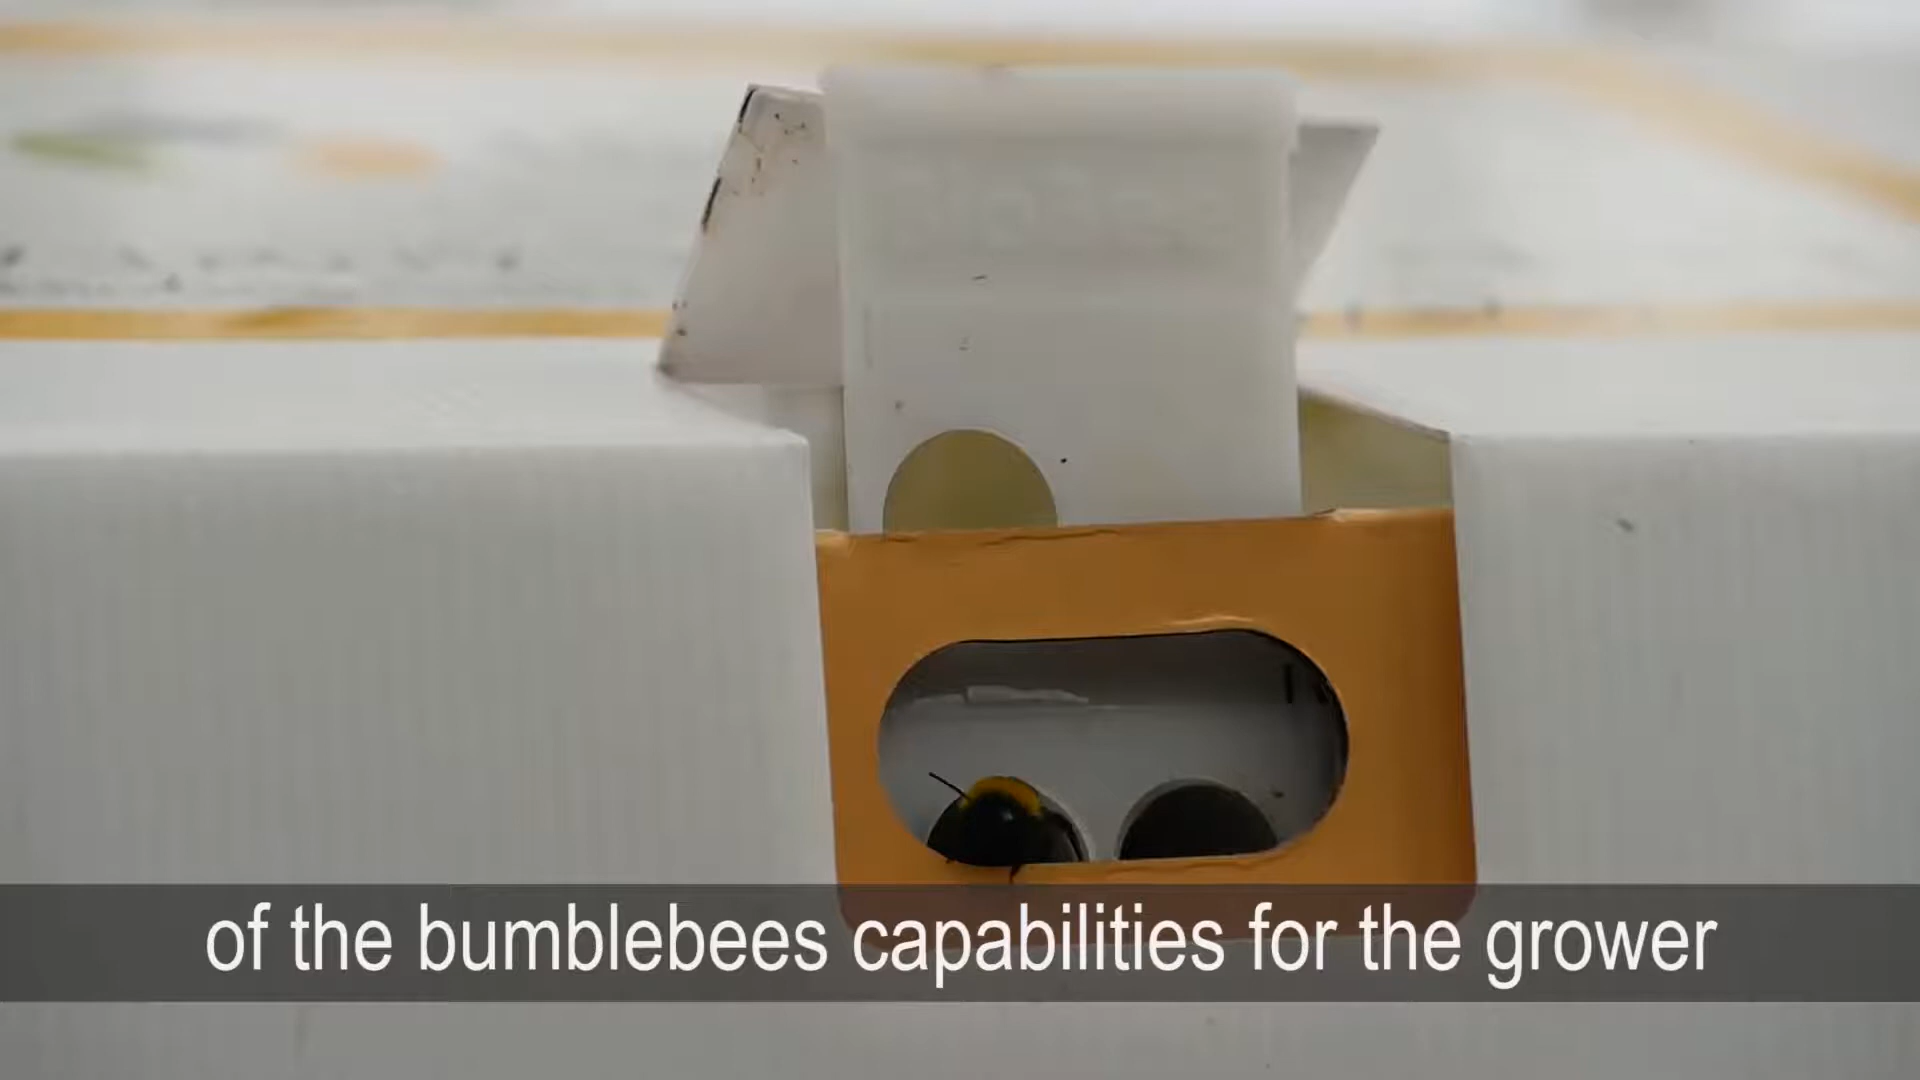 of the bumblebees capabilities for the grower